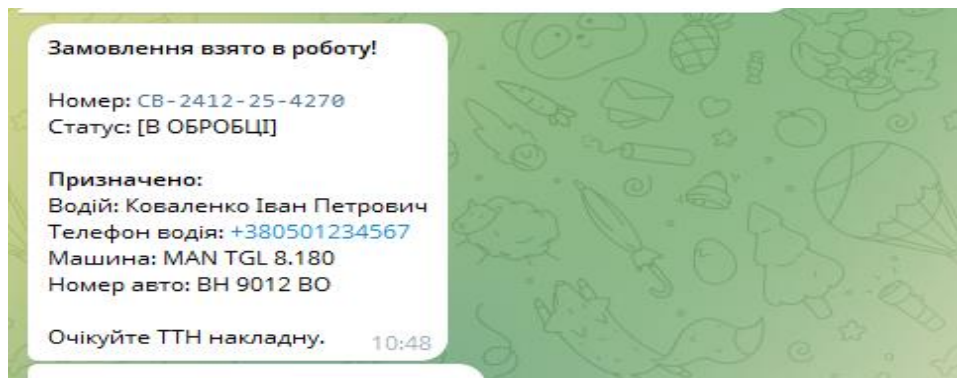 Замовлення взято в роботу!
Номер: СВ-2412-25-4270
Статус: [В ОБРОБЦІ]
Призначено:
Водій: Коваленко Іван Петрович
Телефон водія: +380501234567
Машина: MAN TGL 8.180
Номер авто: ВН 9012 ВО
Очікуйте ТТН накладну.
10:48